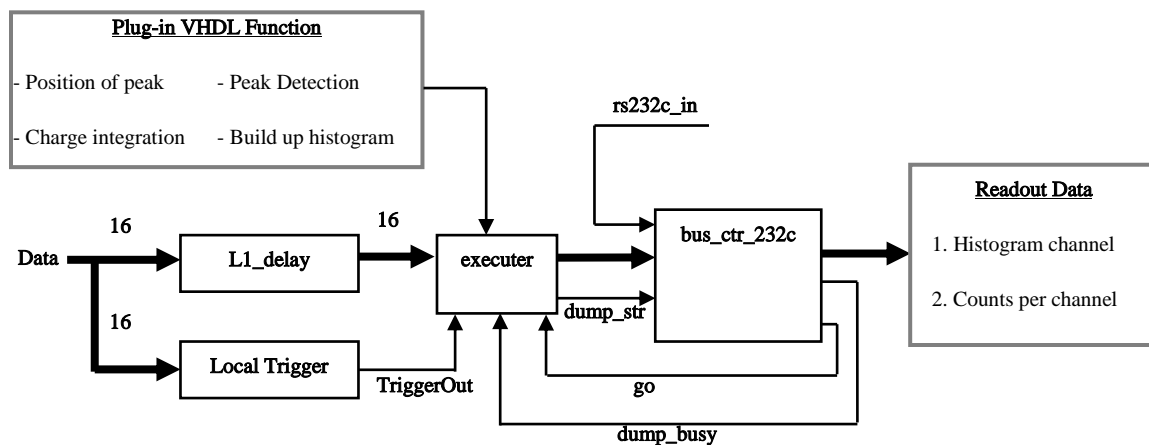 Plug-in VHDL Function
- Position of peak - Peak Detection
- Charge integration - Build up histogram
rs232c_in
Readout Data
1. Histogram channel
2. Counts per channel
16
16
Data
L1_delay
executer
bus_ctr_232c
dump_str
16
Local Trigger
TriggerOut
go
dump_busy